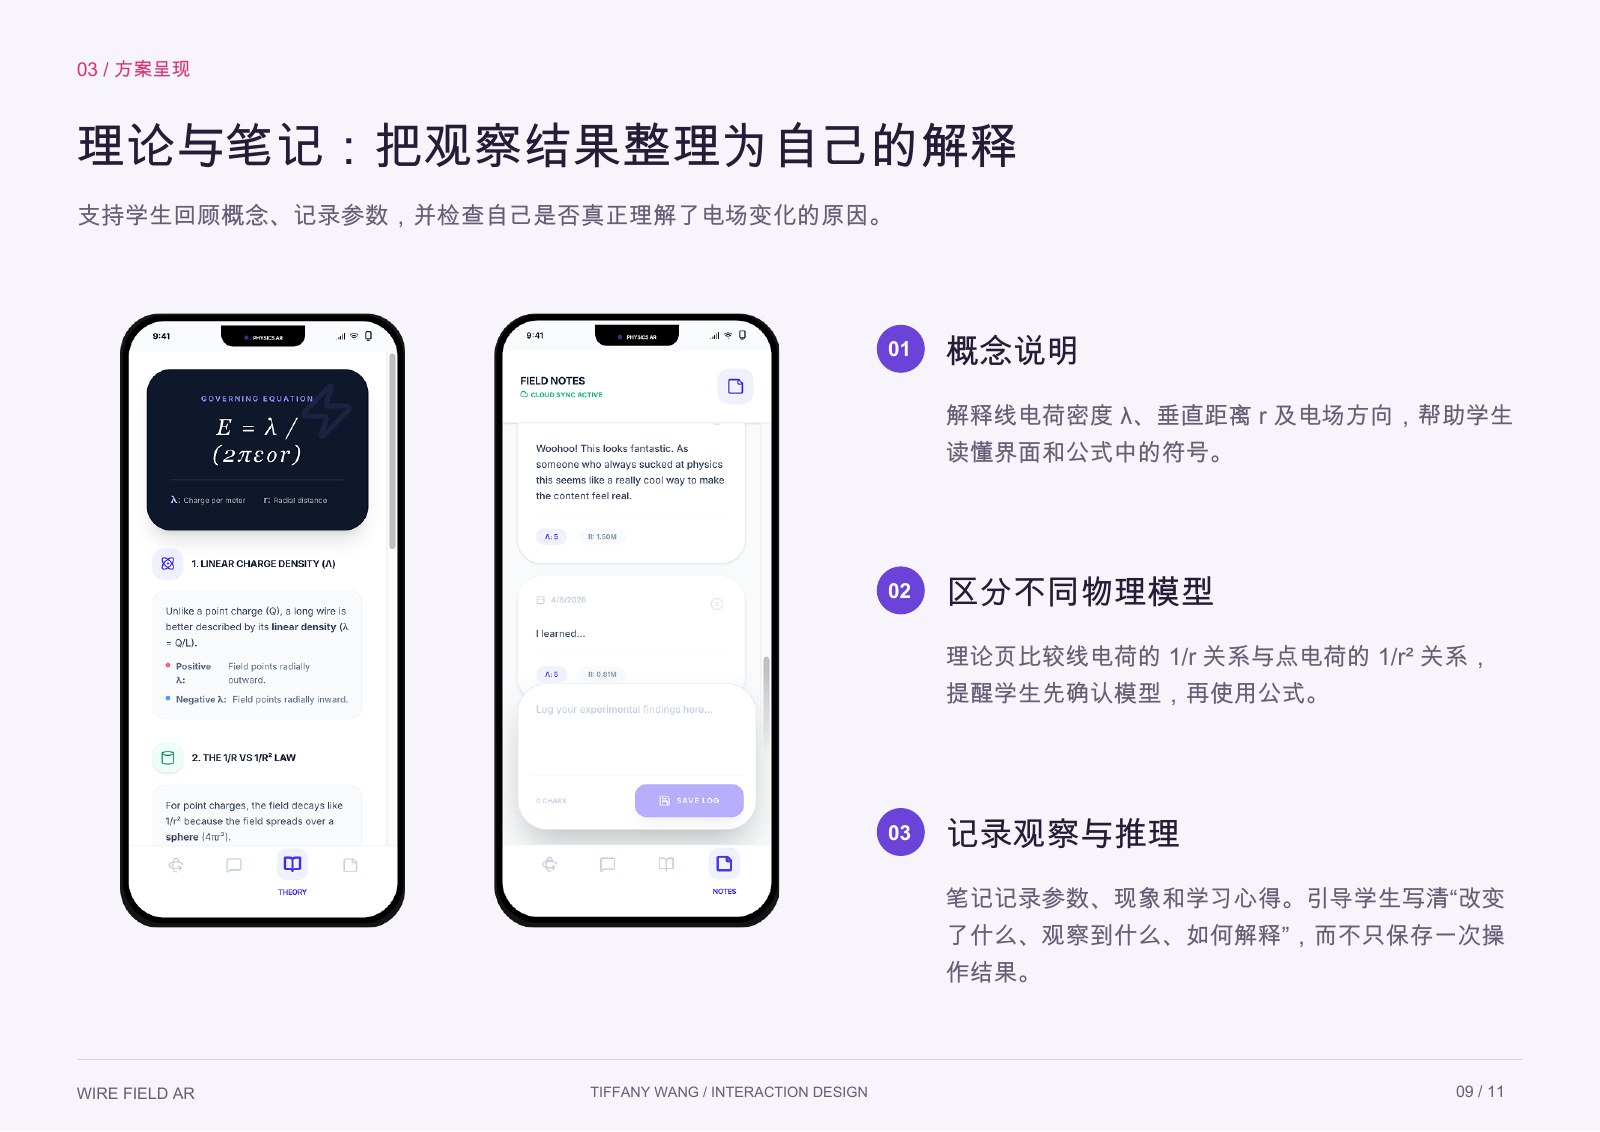 03 / 方案呈现
理论与笔记：把观察结果整理为自己的解释
支持学生回顾概念、记录参数，并检查自己是否真正理解了电场变化的原因。
9:41
PHYSICS AR
GOVERNING EQUATION
E = λ /
(2πεor)
λ: Charge per meter
r: Radial distance
1. LINEAR CHARGE DENSITY (Λ)
Unlike a point charge (Q), a long wire is
better described by its linear density (λ
= Q/L).
Positive λ:
Field points radially outward.
Negative λ: Field points radially inward.
2. THE 1/R VS 1/R² LAW
For point charges, the field decays like
1/r² because the field spreads over a
sphere (4πr²).
THEORY
9:41
PHYSICS AR
FIELD NOTES
CLOUD SYNC ACTIVE
Woohoo! This looks fantastic. As
someone who always sucked at physics
this seems like a really cool way to make
the content feel real.
Λ: 5
R: 1.50M
4/6/2026
I learned...
Λ: 5
R: 0.81M
Log your experimental findings here...
0 CHARS
SAVE LOG
NOTES
01
概念说明
解释线电荷密度 λ、垂直距离 r 及电场方向，帮助学生
读懂界面和公式中的符号。
02
区分不同物理模型
理论页比较线电荷的 1/r 关系与点电荷的 1/r² 关系，
提醒学生先确认模型，再使用公式。
03
记录观察与推理
笔记记录参数、现象和学习心得。引导学生写清“改变
了什么、观察到什么、如何解释”，而不只保存一次操
作结果。
WIRE FIELD AR
TIFFANY WANG / INTERACTION DESIGN
09 / 11